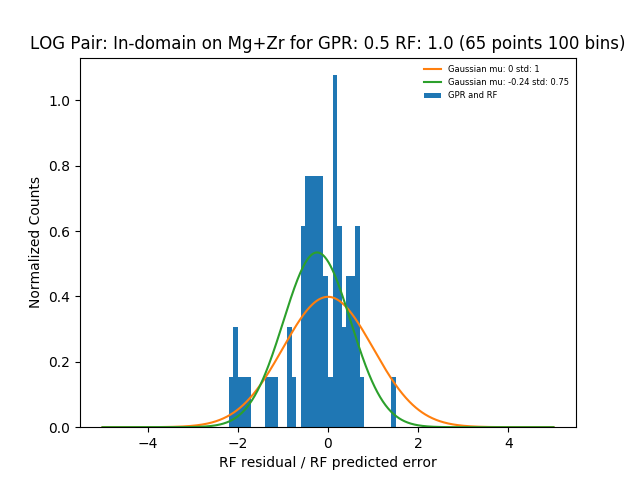 LOG Pair: In-domain on Mg+Zr for GPR: 0.5 RF: 1.0 (65 points 100 bins)
Gaussian mu: 0 std: 1
Gaussian mu: -0.24 std: 0.75
GPR and RF
Normalized Counts
1.0
0.8
0.6
0.4
0.2
0.0
−4 −2 0 2 4
RF residual / RF predicted error